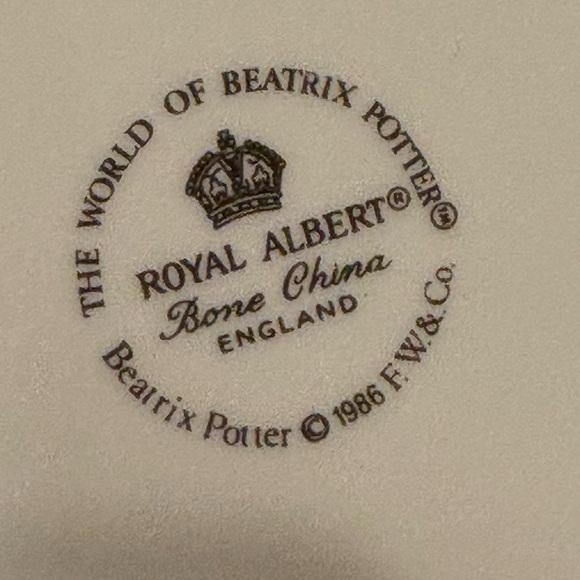 THE WORLD OF BEATRIX POTTER™
ROYAL ALBERT®
Bone China
ENGLAND
Beatrix Potter © 1986 F.W.& Co.